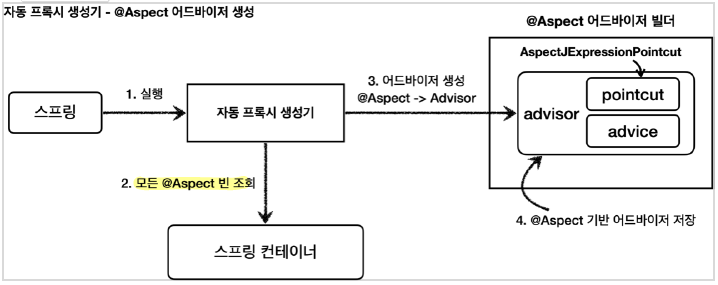 자동 프록시 생성기 - @Aspect 어드바이저 생성
@Aspect 어드바이저 빌더
AspectJExpressionPointcut
1. 실행
3. 어드바이저 생성
@Aspect -> Advisor
스프링
자동 프록시 생성기
advisor
pointcut
advice
2. 모든 @Aspect 빈 조회
4. @Aspect 기반 어드바이저 저장
스프링 컨테이너